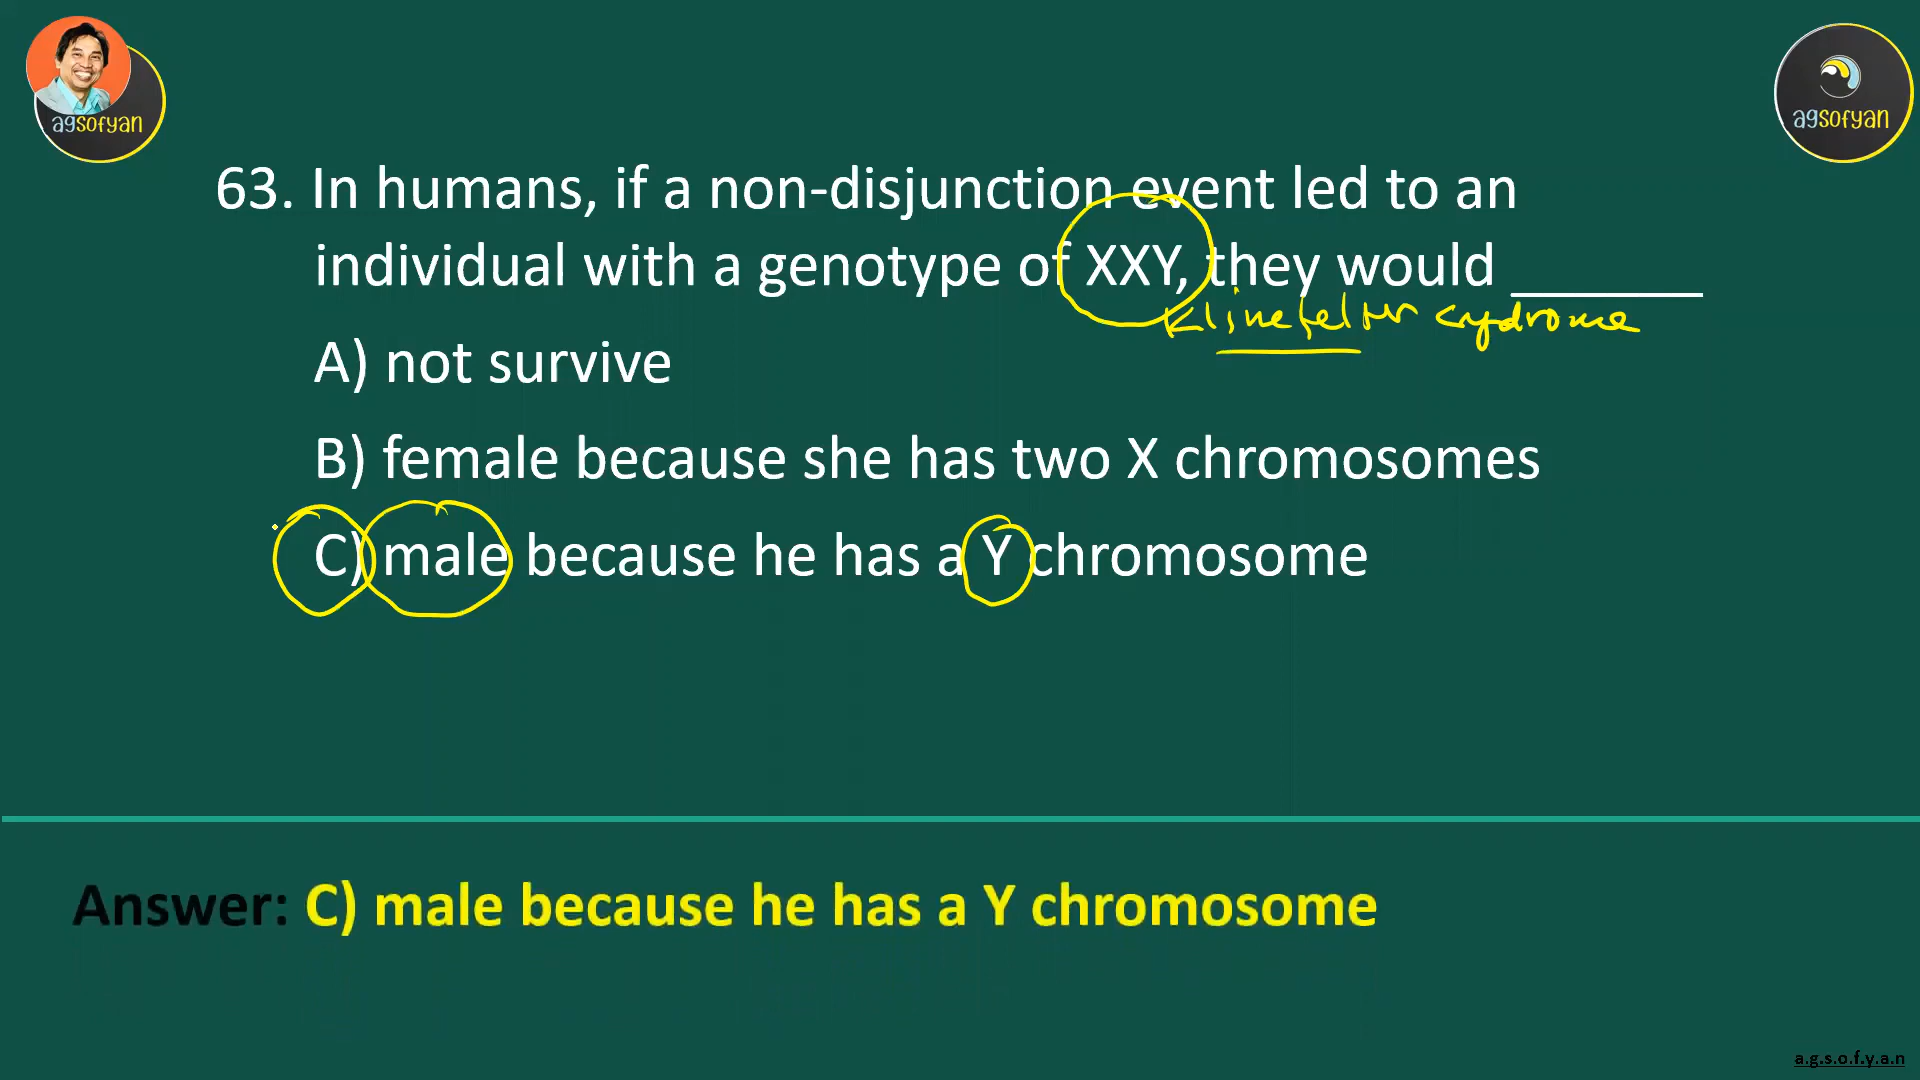 agsofyan
agsofyan
63. In humans, if a non-disjunction event led to an
individual with a genotype of XXY, they would ______
Klinefelter syndrome
A) not survive
B) female because she has two X chromosomes
C) male because he has a Y chromosome
Answer: C) male because he has a Y chromosome
a.g.s.o.f.y.a.n